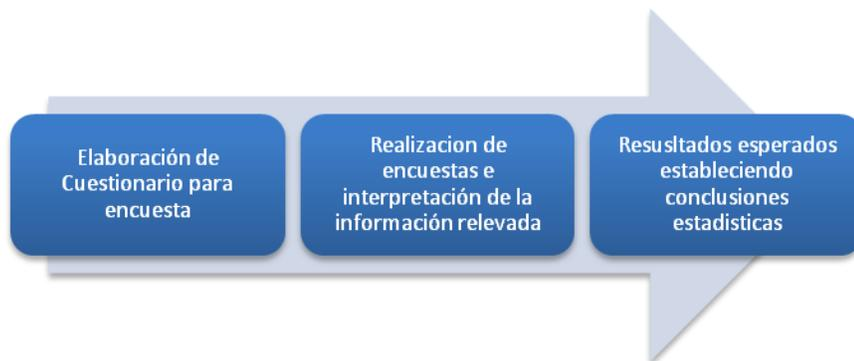 Elaboración de
Cuestionario para
encuesta
Realizacion de
encuestas e
interpretación de la
información relevada
Resusltados esperados
estableciendo
conclusiones
estadisticas